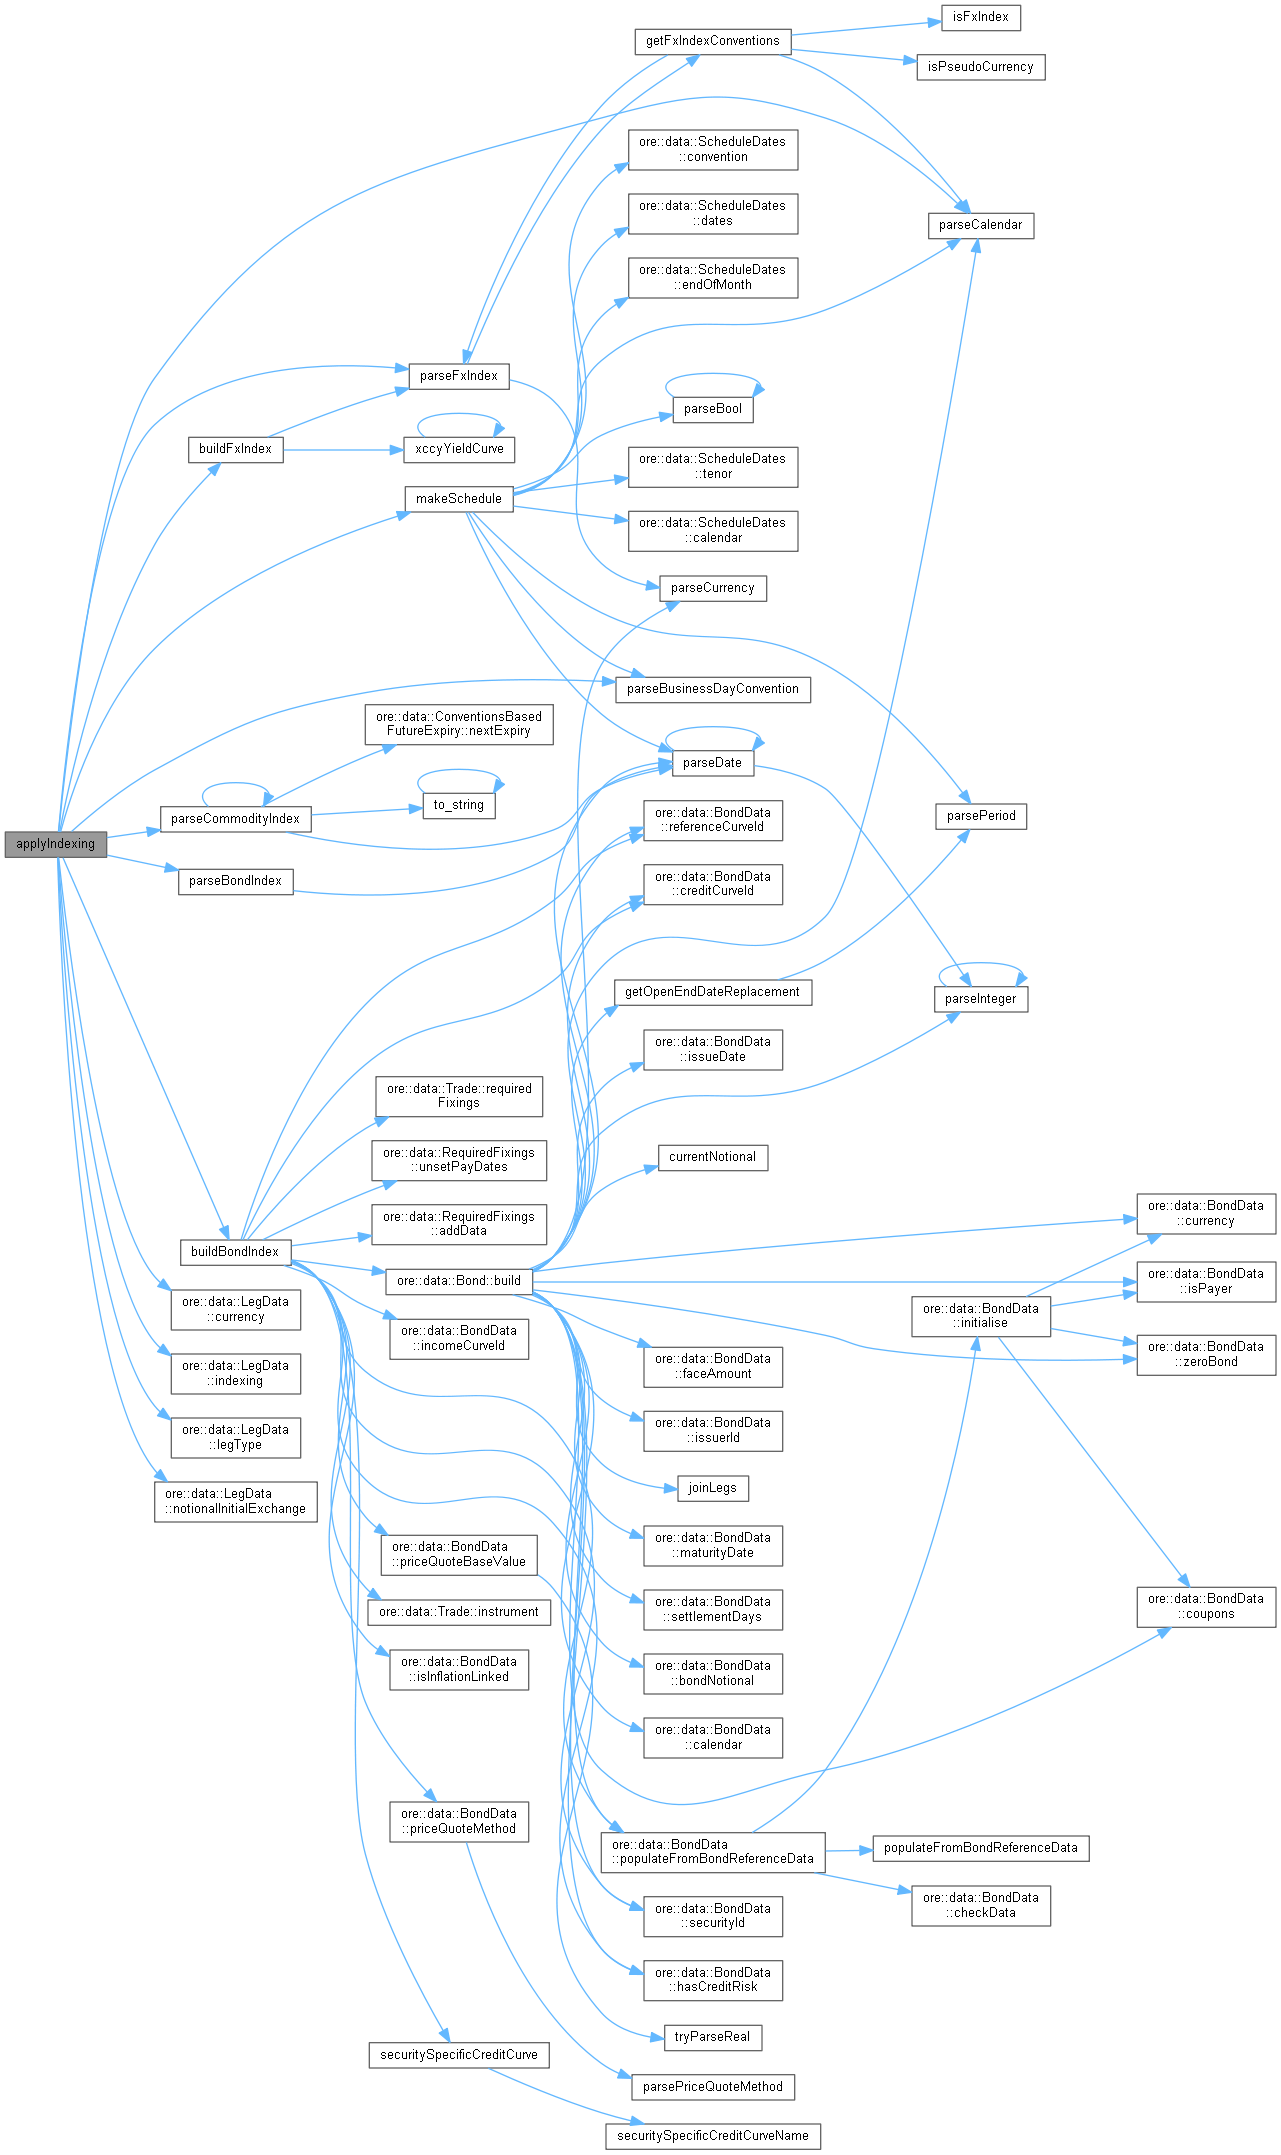 isFxIndex
getFxIndexConventions
isPseudoCurrency
ore::data::ScheduleDates
::convention
ore::data::ScheduleDates
::dates
parseCalendar
ore::data::ScheduleDates
::endOfMonth
parseFxIndex
parseBool
buildFxIndex
xccyYieldCurve
ore::data::ScheduleDates
::tenor
makeSchedule
ore::data::ScheduleDates
::calendar
parseCurrency
parseBusinessDayConvention
ore::data::ConventionsBased
FutureExpiry::nextExpiry
parseDate
to_string
parseCommodityIndex
ore::data::BondData
::referenceCurveId
parsePeriod
applyIndexing
parseBondIndex
ore::data::BondData
::creditCurveId
getOpenEndDateReplacement
parseInteger
ore::data::BondData
::issueDate
ore::data::Trade::required
Fixings
ore::data::RequiredFixings
::unsetPayDates
currentNotional
ore::data::RequiredFixings
::addData
ore::data::BondData
::currency
buildBondIndex
ore::data::Bond::build
ore::data::BondData
::isPayer
ore::data::LegData
::currency
ore::data::BondData
::initialise
ore::data::BondData
::incomeCurveId
ore::data::BondData
::zeroBond
ore::data::LegData
::indexing
ore::data::BondData
::faceAmount
ore::data::LegData
::legType
ore::data::BondData
::issuerId
ore::data::LegData
::notionalInitialExchange
joinLegs
ore::data::BondData
::priceQuoteBaseValue
ore::data::BondData
::maturityDate
ore::data::Trade::instrument
ore::data::BondData
::settlementDays
ore::data::BondData
::coupons
ore::data::BondData
::isInflationLinked
ore::data::BondData
::bondNotional
ore::data::BondData
::calendar
ore::data::BondData
::priceQuoteMethod
ore::data::BondData
::populateFromBondReferenceData
populateFromBondReferenceData
ore::data::BondData
::checkData
ore::data::BondData
::securityId
ore::data::BondData
::hasCreditRisk
tryParseReal
securitySpecificCreditCurve
parsePriceQuoteMethod
securitySpecificCreditCurveName